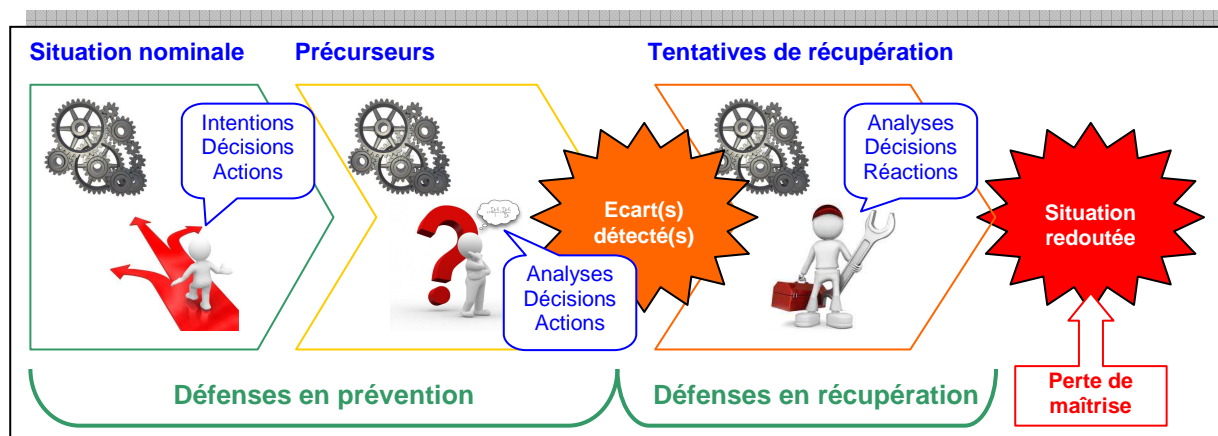 Situation nominale
Précurseurs
Tentatives de récupération
Intentions
Décisions
Actions
Analyses
Décisions
Actions
Ecart(s)
détecté(s)
Analyses
Décisions
Réactions
Situation
redoutée
Défenses en prévention
Défenses en récupération
Perte de
maîtrise